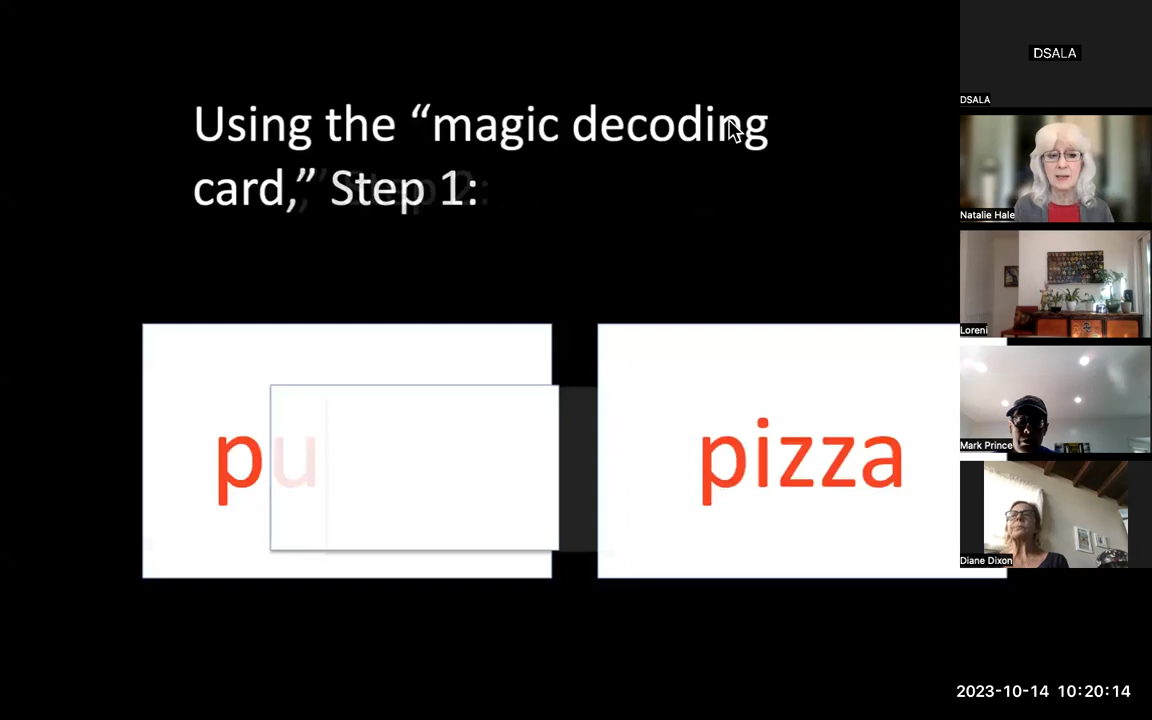 Using the “magic decoding
card,” Step 1:
pu
pizza
DSALA
DSALA
Natalie Hale
Loreni
Mark Prince
Diane Dixon
2023-10-14 10:20:14